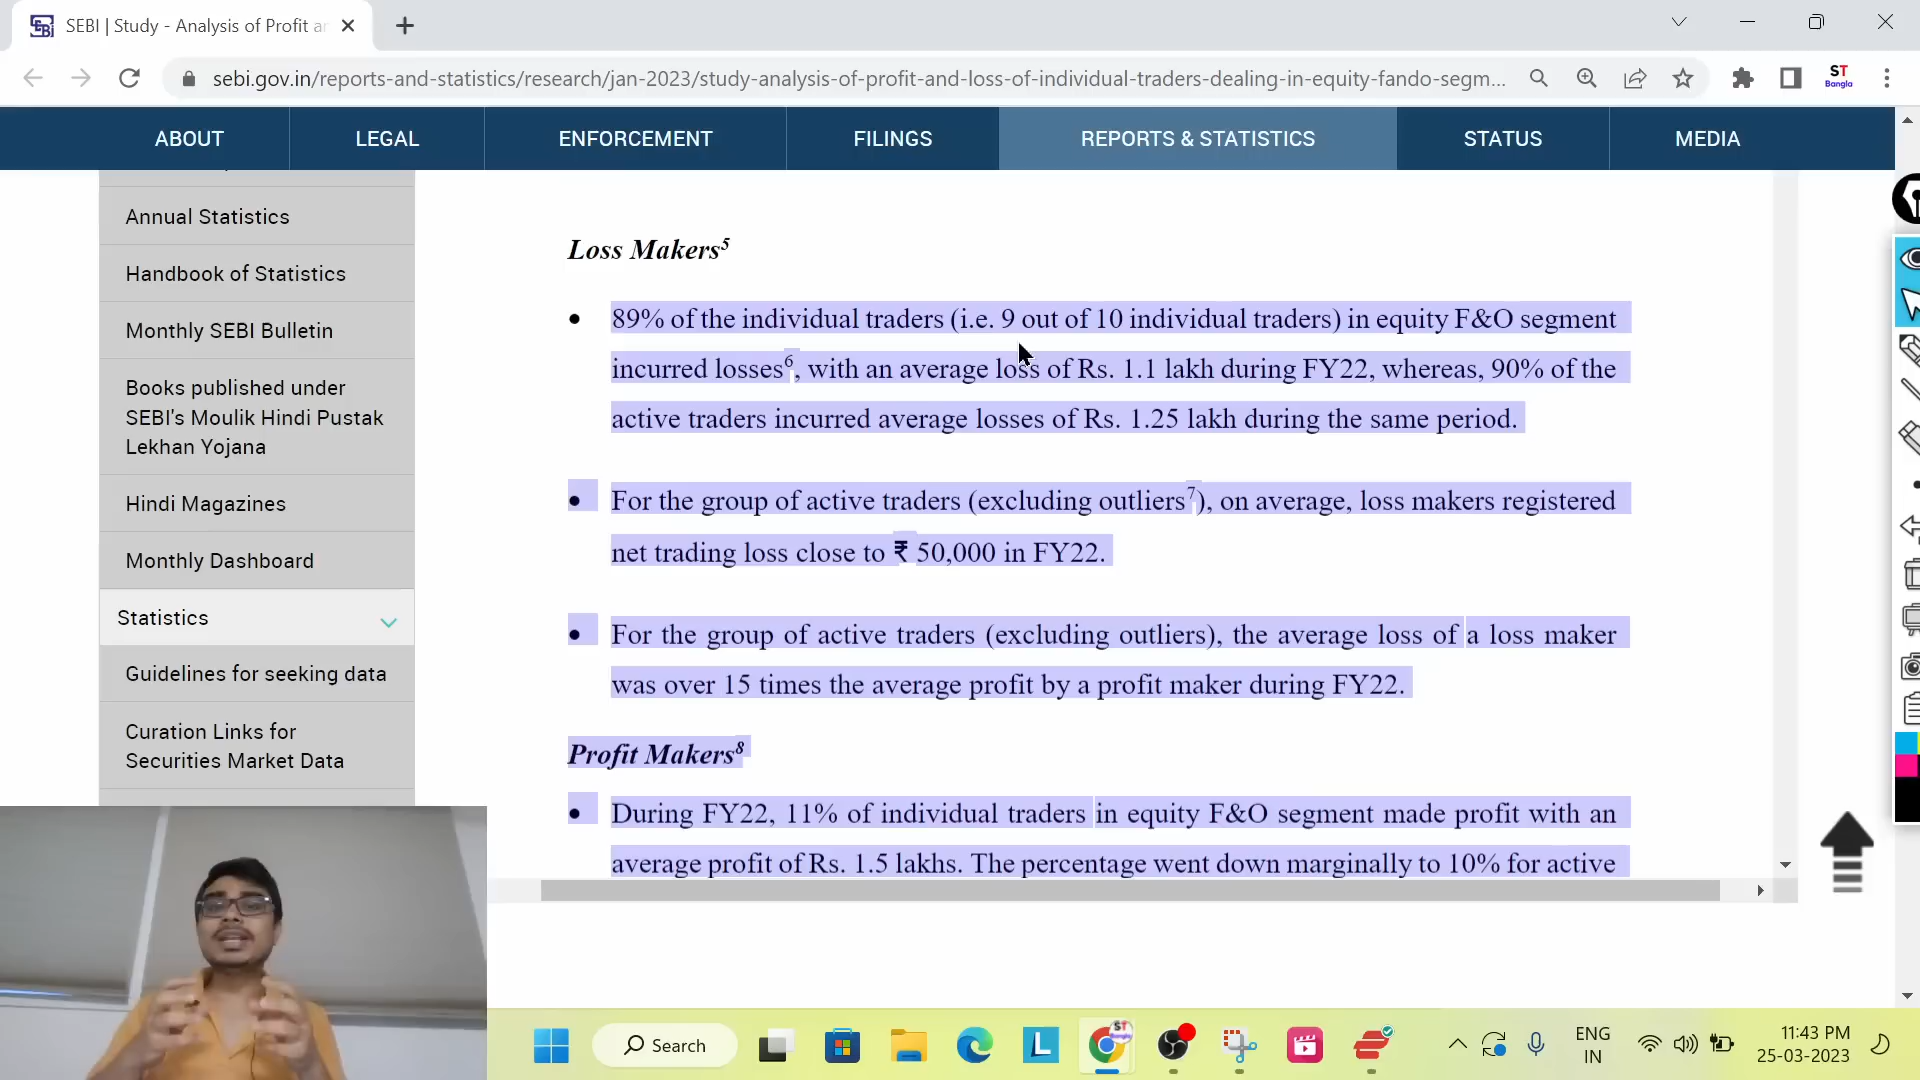 SEBI | Study - Analysis of Profit an
sebi.gov.in/reports-and-statistics/research/jan-2023/study-analysis-of-profit-and-loss-of-individual-traders-dealing-in-equity-fando-segm...
ST
Bangla
ABOUT LEGAL ENFORCEMENT FILINGS REPORTS & STATISTICS STATUS MEDIA
Annual Statistics
Handbook of Statistics
Monthly SEBI Bulletin
Books published under
SEBI's Moulik Hindi Pustak
Lekhan Yojana
Hindi Magazines
Monthly Dashboard
Statistics
Guidelines for seeking data
Curation Links for
Securities Market Data
Loss Makers⁵
• 89% of the individual traders (i.e. 9 out of 10 individual traders) in equity F&O segment
incurred losses⁶, with an average loss of Rs. 1.1 lakh during FY22, whereas, 90% of the
active traders incurred average losses of Rs. 1.25 lakh during the same period.
• For the group of active traders (excluding outliers⁷), on average, loss makers registered
net trading loss close to ₹ 50,000 in FY22.
• For the group of active traders (excluding outliers), the average loss of a loss maker
was over 15 times the average profit by a profit maker during FY22.
Profit Makers⁸
• During FY22, 11% of individual traders in equity F&O segment made profit with an
average profit of Rs. 1.5 lakhs. The percentage went down marginally to 10% for active
Search
L
ST
Bangla
ENG
IN
11:43 PM
25-03-2023